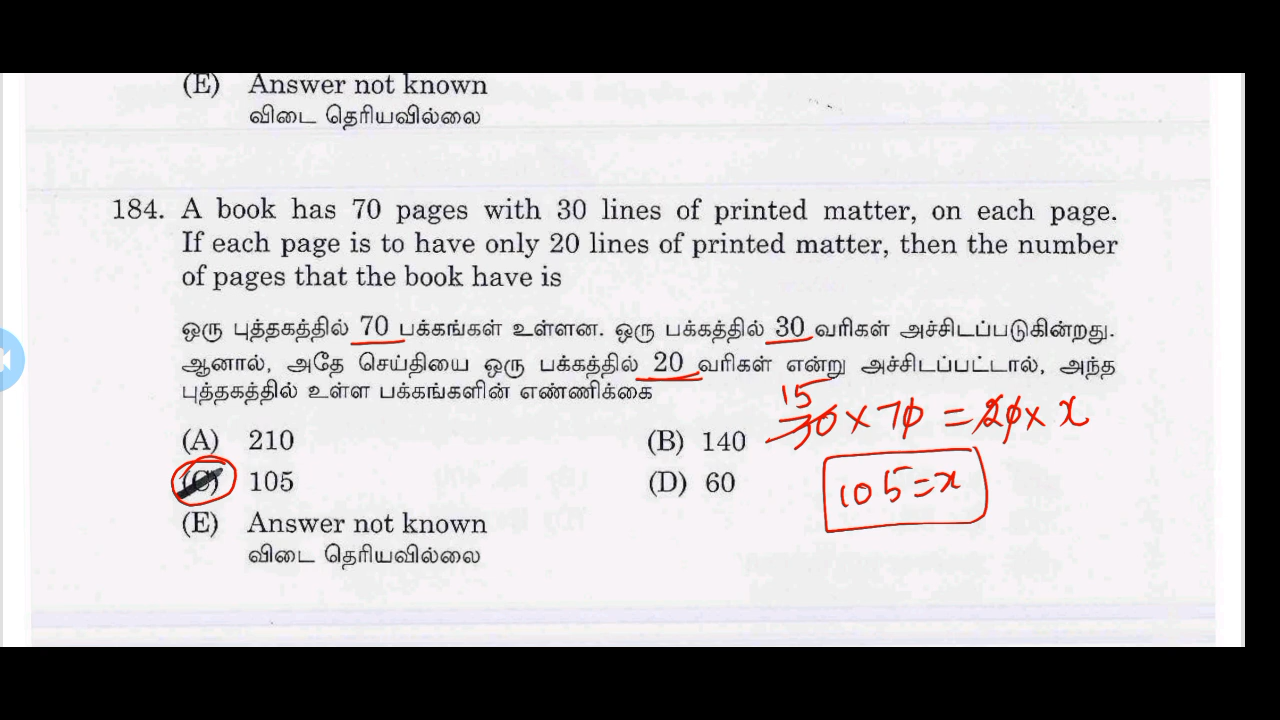 (E) Answer not known
விடை தெரியவில்லை
184. A book has 70 pages with 30 lines of printed matter, on each page.
If each page is to have only 20 lines of printed matter, then the number
of pages that the book have is
ஒரு புத்தகத்தில் 70 பக்கங்கள் உள்ளன. ஒரு பக்கத்தில் 30 வரிகள் அச்சிடப்படுகின்றது.
ஆனால், அதே செய்தியை ஒரு பக்கத்தில் 20 வரிகள் என்று அச்சிடப்பட்டால், அந்த
புத்தகத்தில் உள்ள பக்கங்களின் எண்ணிக்கை
15
30 × 70 = 20 × x
(A) 210 (B) 140
(C) 105 (D) 60
105 = x
(E) Answer not known
விடை தெரியவில்லை